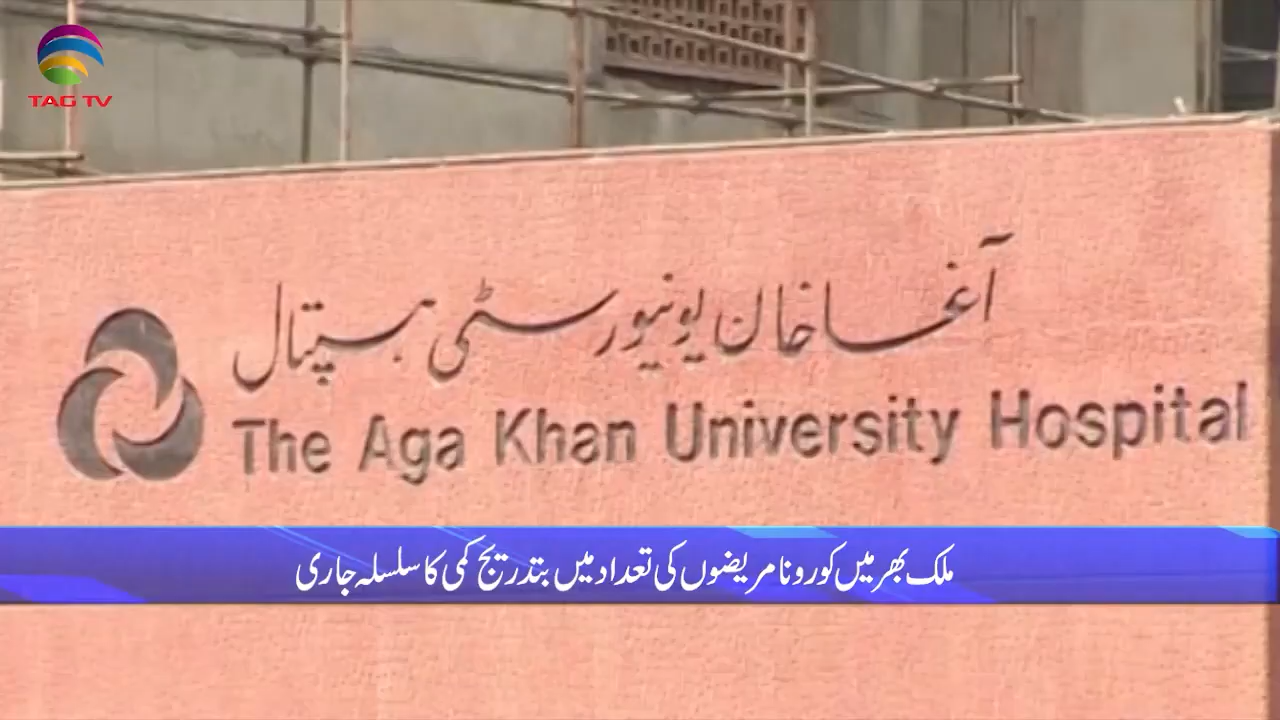 TAG TV
آغا خان یونیورسٹی ہسپتال
The Aga Khan University Hospital
ملک بھر میں کورونا مریضوں کی تعداد میں بتدریج کمی کا سلسلہ جاری